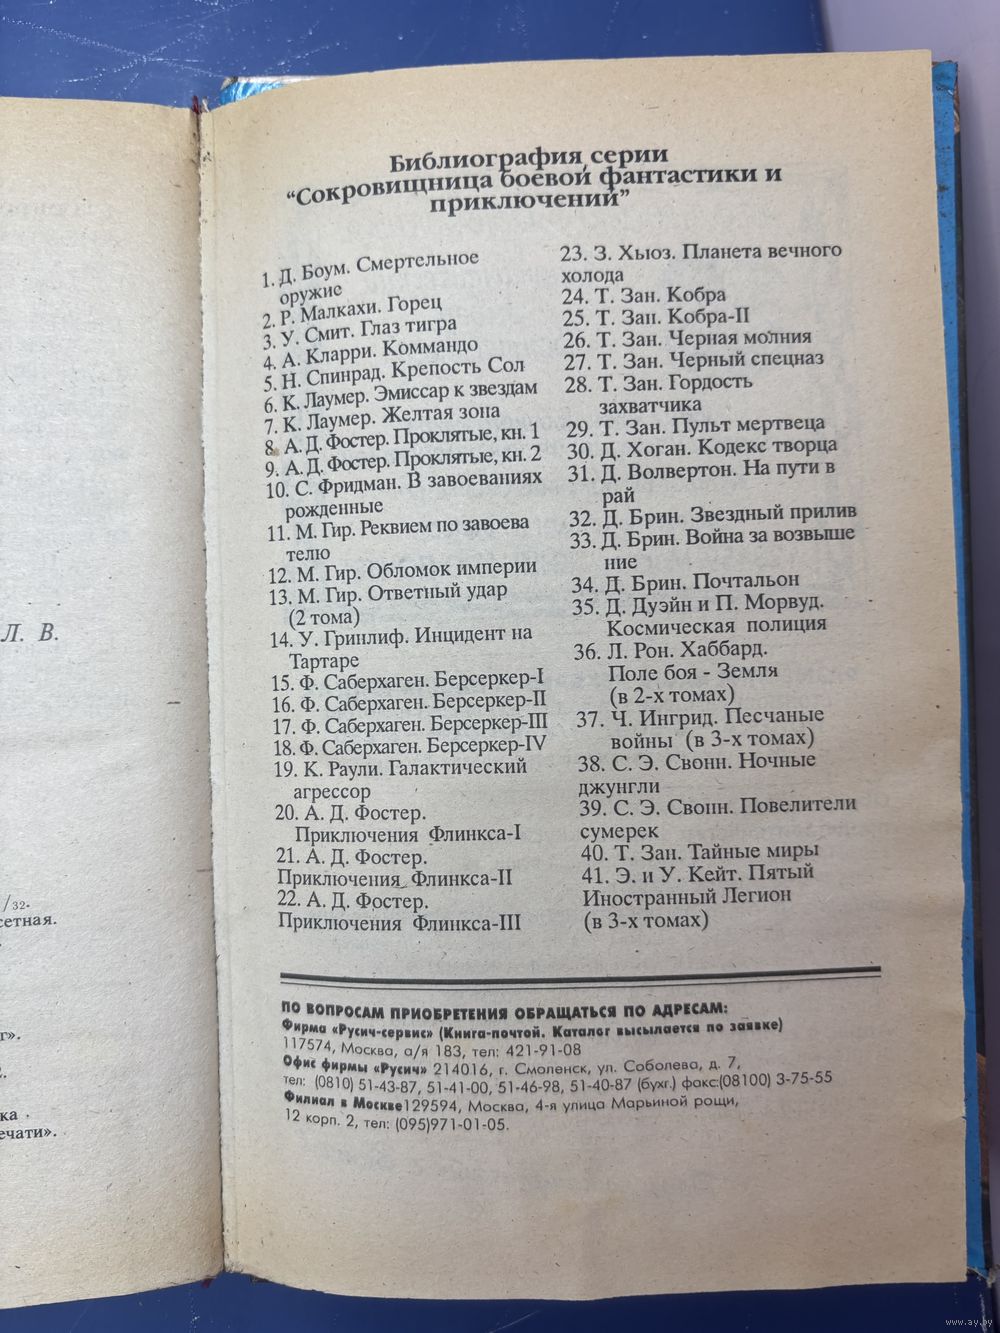 Л. В.
/32.
сетная.
г».
2.
ка .
ечати».
Библиография серии
“Сокровищница боевой фантастики и
приключений”
1. Д. Боум. Смертельное
оружие
2. Р. Малкахи. Горец
3. У. Смит. Глаз тигра
4. А. Кларри. Коммандо
5. Н. Спинрад. Крепость Сол
6. К. Лаумер. Эмиссар к звездам
7. К. Лаумер. Желтая зона
8. А. Д. Фостер. Проклятые, кн. 1
9. А. Д. Фостер. Проклятые, кн. 2
10. С. Фридман. В завоеваниях
рожденные
11. М. Гир. Реквием по завоева
телю
12. М. Гир. Обломок империи
13. М. Гир. Ответный удар
(2 тома)
14. У. Гринлиф. Инцидент на
Тартаре
15. Ф. Саберхаген. Берсеркер-I
16. Ф. Саберхаген. Берсеркер-II
17. Ф. Саберхаген. Берсеркер-III
18. Ф. Саберхаген. Берсеркер-IV
19. К. Раули. Галактический
агрессор
20. А. Д. Фостер.
Приключения Флинкса-I
21. А. Д. Фостер.
Приключения Флинкса-II
22. А. Д. Фостер.
Приключения Флинкса-III
23. З. Хьюз. Планета вечного
холода
24. Т. Зан. Кобра
25. Т. Зан. Кобра-II
26. Т. Зан. Черная молния
27. Т. Зан. Черный спецназ
28. Т. Зан. Гордость
захватчика
29. Т. Зан. Пульт мертвеца
30. Д. Хоган. Кодекс творца
31. Д. Волвертон. На пути в
рай
32. Д. Брин. Звездный прилив
33. Д. Брин. Война за возвыше
ние
34. Д. Брин. Почтальон
35. Д. Дуэйн и П. Морвуд.
Космическая полиция
36. Л. Рон. Хаббард.
Поле боя - Земля
(в 2-х томах)
37. Ч. Ингрид. Песчаные
войны (в 3-х томах)
38. С. Э. Свонн. Ночные
джунгли
39. С. Э. Свонн. Повелители
сумерек
40. Т. Зан. Тайные миры
41. Э. и У. Кейт. Пятый
Иностранный Легион
(в 3-х томах)
ПО ВОПРОСАМ ПРИОБРЕТЕНИЯ ОБРАЩАТЬСЯ ПО АДРЕСАМ:
Фирма «Русич-сервис» (Книга-почтой. Каталог высылается по заявке)
117574, Москва, а/я 183, тел: 421-91-08
Офис фирмы «Русич» 214016, г. Смоленск, ул. Соболева, д. 7,
тел: (0810) 51-43-87, 51-41-00, 51-46-98, 51-40-87 (бухг.) факс:(08100) 3-75-55
Филиал в Москве129594, Москва, 4-я улица Марьиной рощи,
12 корп. 2, тел: (095)971-01-05.
www.ay.by